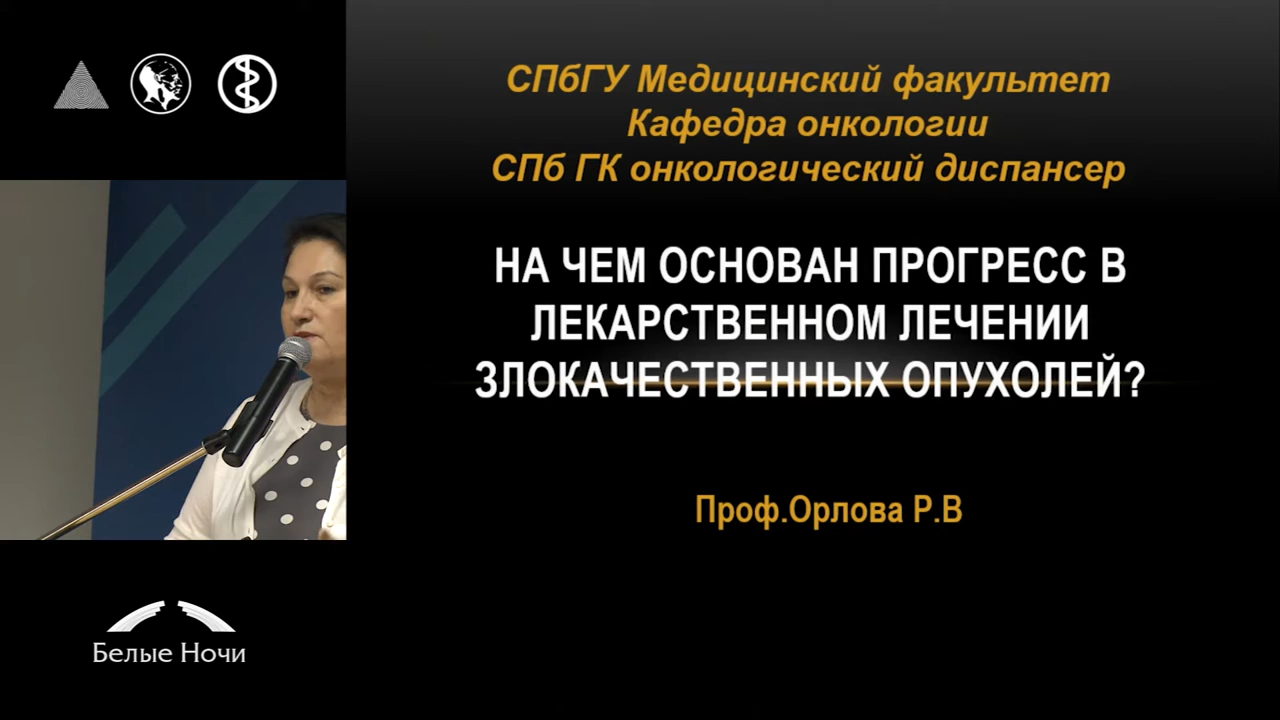 СПбГУ Медицинский факультет
Кафедра онкологии
СПб ГК онкологический диспансер
НА ЧЕМ ОСНОВАН ПРОГРЕСС В
ЛЕКАРСТВЕННОМ ЛЕЧЕНИИ
ЗЛОКАЧЕСТВЕННЫХ ОПУХОЛЕЙ?
Проф.Орлова Р.В
Белые Ночи